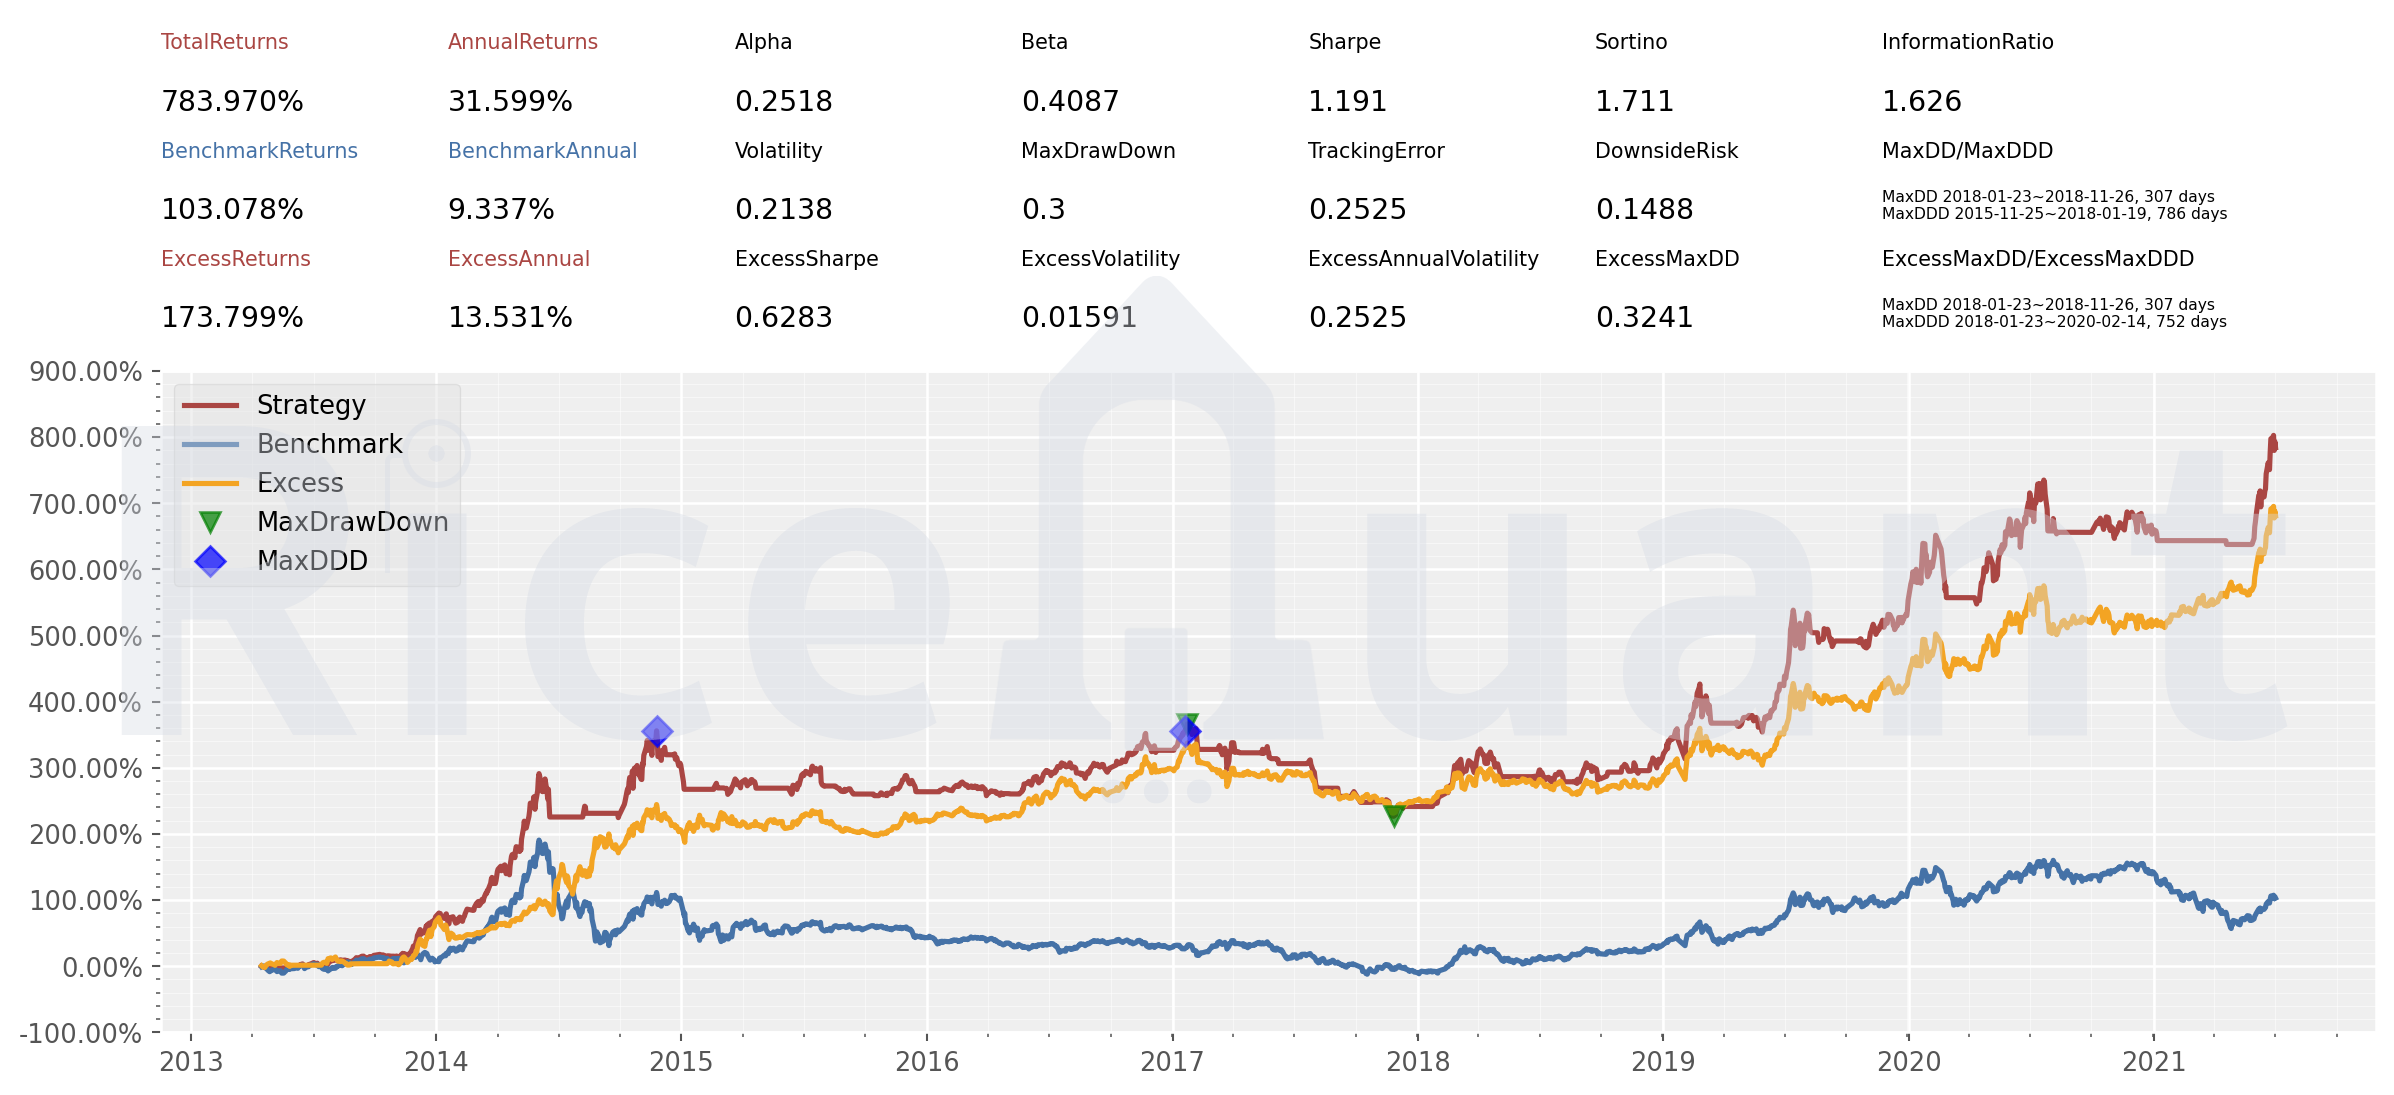 TotalReturns AnnualReturns Alpha Beta Sharpe Sortino InformationRatio
783.970% 31.599% 0.2518 0.4087 1.191 1.711 1.626
BenchmarkReturns BenchmarkAnnual Volatility MaxDrawDown TrackingError DownsideRisk MaxDD/MaxDDD
103.078% 9.337% 0.2138 0.3 0.2525 0.1488 MaxDD 2018-01-23~2018-11-26, 307 days
MaxDDD 2015-11-25~2018-01-19, 786 days
ExcessReturns ExcessAnnual ExcessSharpe ExcessVolatility ExcessAnnualVolatility ExcessMaxDD ExcessMaxDD/ExcessMaxDDD
173.799% 13.531% 0.6283 0.01591 0.2525 0.3241 MaxDD 2018-01-23~2018-11-26, 307 days
MaxDDD 2018-01-23~2020-02-14, 752 days
900.00%
800.00%
700.00%
600.00%
500.00%
400.00%
300.00%
200.00%
100.00%
0.00%
-100.00%
Strategy
Benchmark
Excess
MaxDrawDown
MaxDDD
RiceQuant
2013 2014 2015 2016 2017 2018 2019 2020 2021